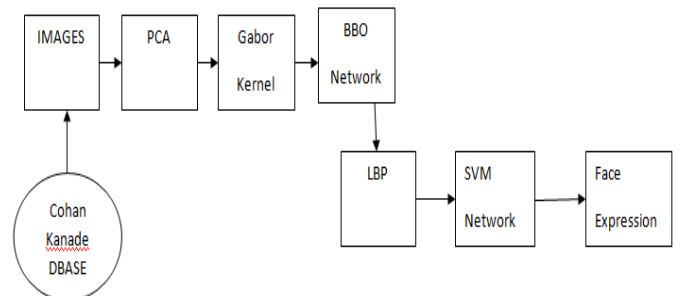 IMAGES
PCA
Gabor
Kernel
BBO
Network
LBP
SVM
Network
Face
Expression
Cohan
Kanade
DBASE